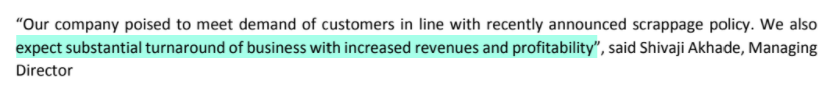 “Our company poised to meet demand of customers in line with recently announced scrappage policy. We also
expect substantial turnaround of business with increased revenues and profitability”, said Shivaji Akhade, Managing
Director